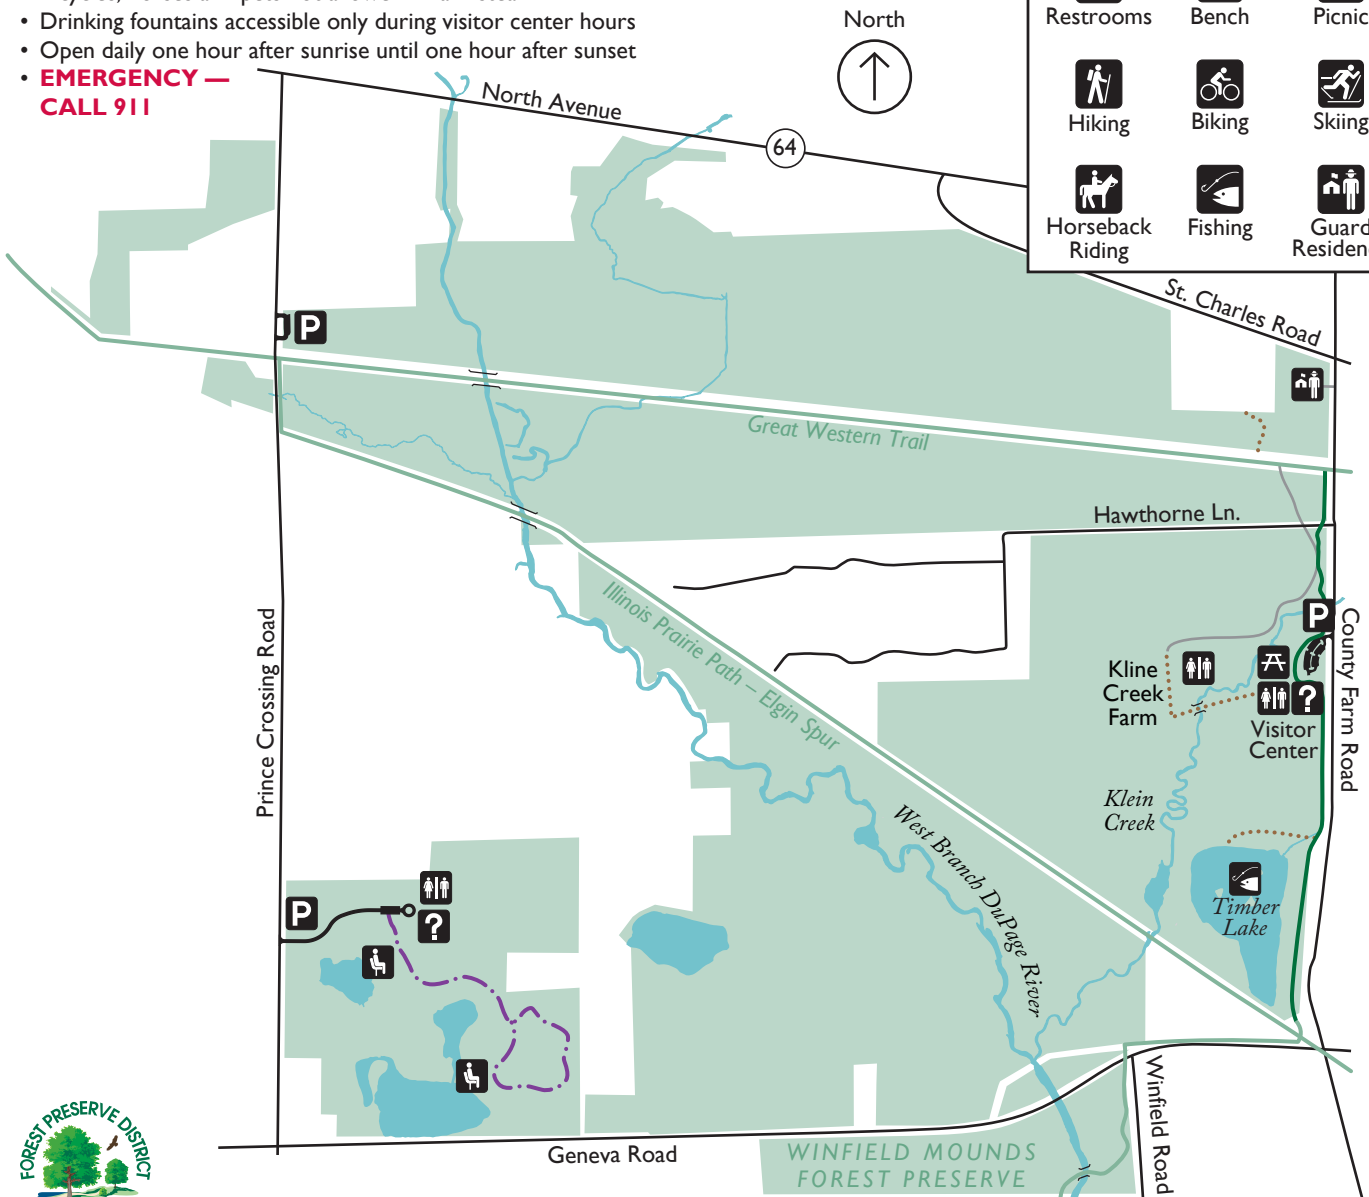 • Drinking fountains accessible only during visitor center hours
• Open daily one hour after sunrise until one hour after sunset
• EMERGENCY —
CALL 911
North
Restrooms
Bench
Picnic
Hiking
Biking
Skiing
Horseback
Riding
Fishing
Guard
North Avenue
64
St. Charles Road
P
Great Western Trail
Hawthorne Ln.
Illinois Prairie Path – Elgin Spur
Prince Crossing Road
P
County Farm Road
Kline
Creek
Farm
?
Visitor
Center
Klein
Creek
West Branch DuPage River
Timber
Lake
P
?
Winfield Road
Geneva Road
WINFIELD MOUNDS
FOREST PRESERVE
FOREST PRESERVE DISTRICT